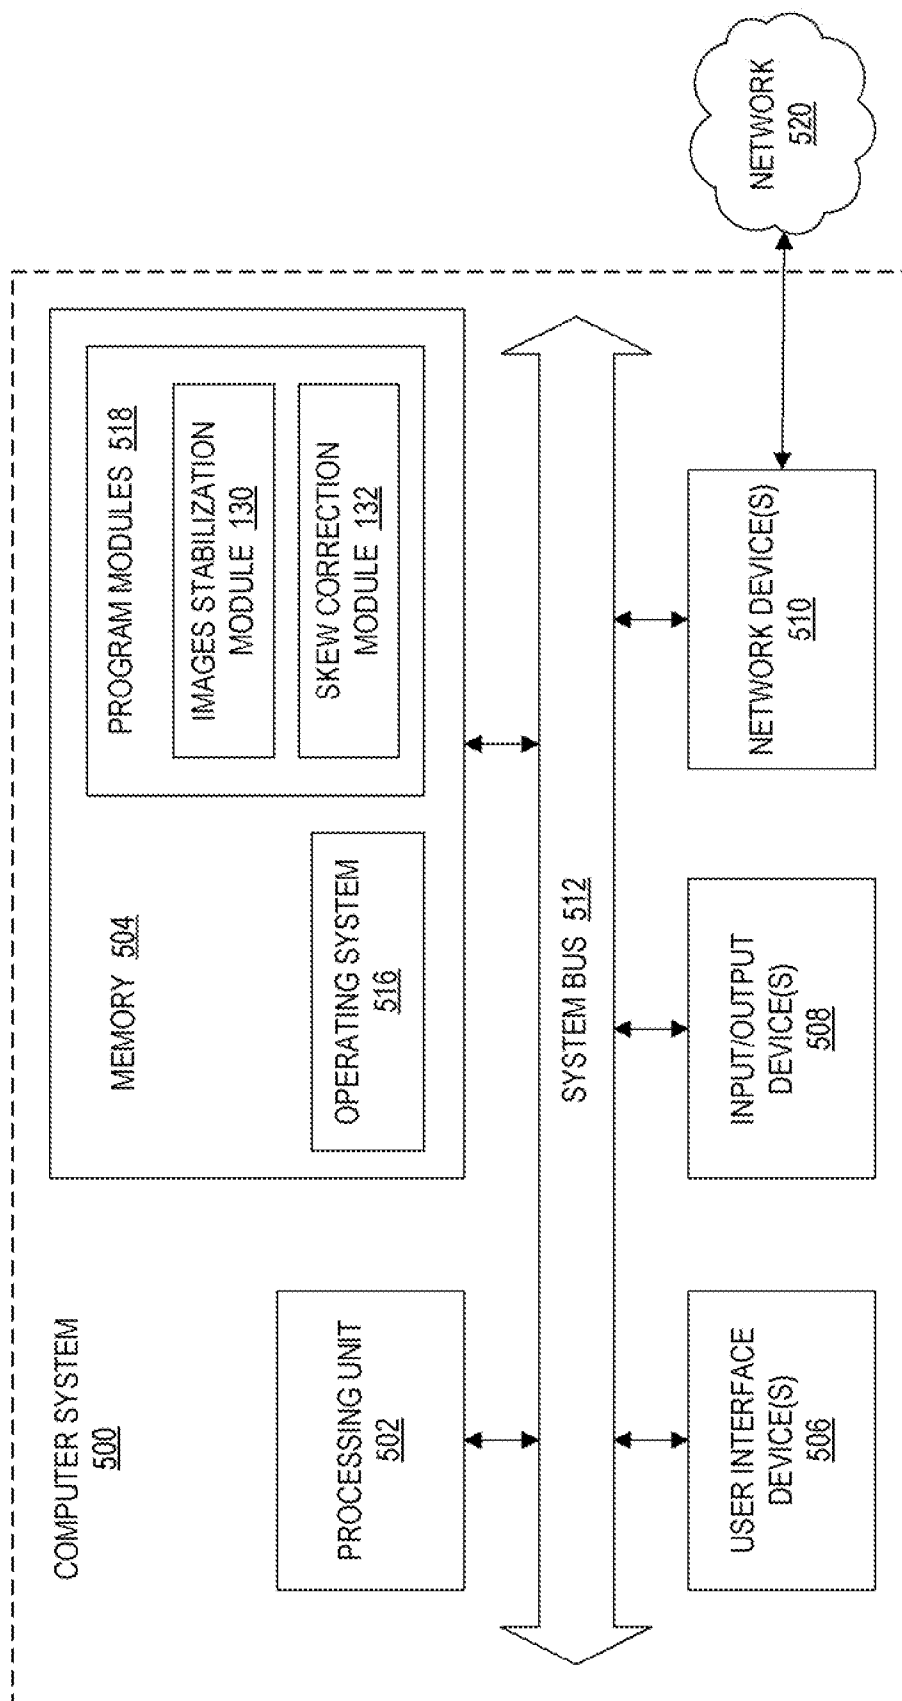 COMPUTER SYSTEM
500
PROCESSING UNIT
502
MEMORY 504
OPERATING SYSTEM
516
PROGRAM MODULES 518
IMAGES STABILIZATION
MODULE 130
SKEW CORRECTION
MODULE 132
SYSTEM BUS 512
USER INTERFACE
DEVICE(S)
506
INPUT/OUTPUT
DEVICE(S)
508
NETWORK DEVICE(S)
510
NETWORK
520